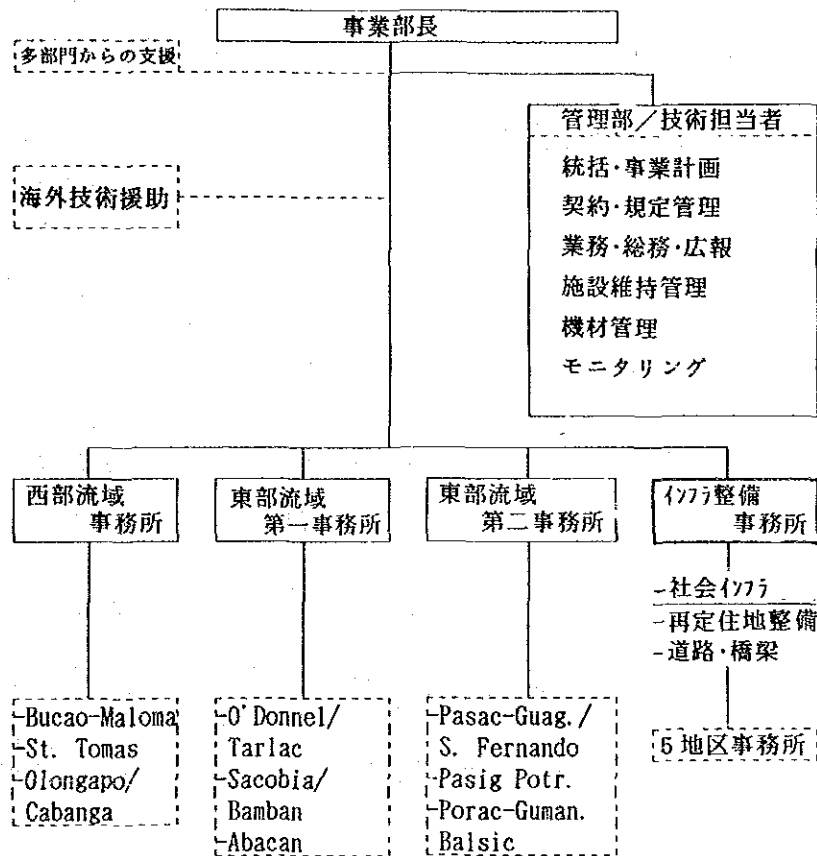 事業部長
多部門からの支援
管理部／技術担当者
統括・事業計画
契約・規定管理
業務・総務・広報
施設維持管理
機材管理
モニタリング
海外技術援助
西部流域
事務所
東部流域
第一事務所
東部流域
第二事務所
インフラ整備
事務所
-社会インフラ
-再定住地整備
-道路・橋梁
-Bucao-Maloma
-St. Tomas
-Olongapo/
Cabanga
-O'Donnel/
Tarlac
-Sacobia/
Bamban
-Abacan
-Pasac-Guag./
S. Fernando
-Pasig Potr.
-Porac-Guman.
Balsic
5地区事務所